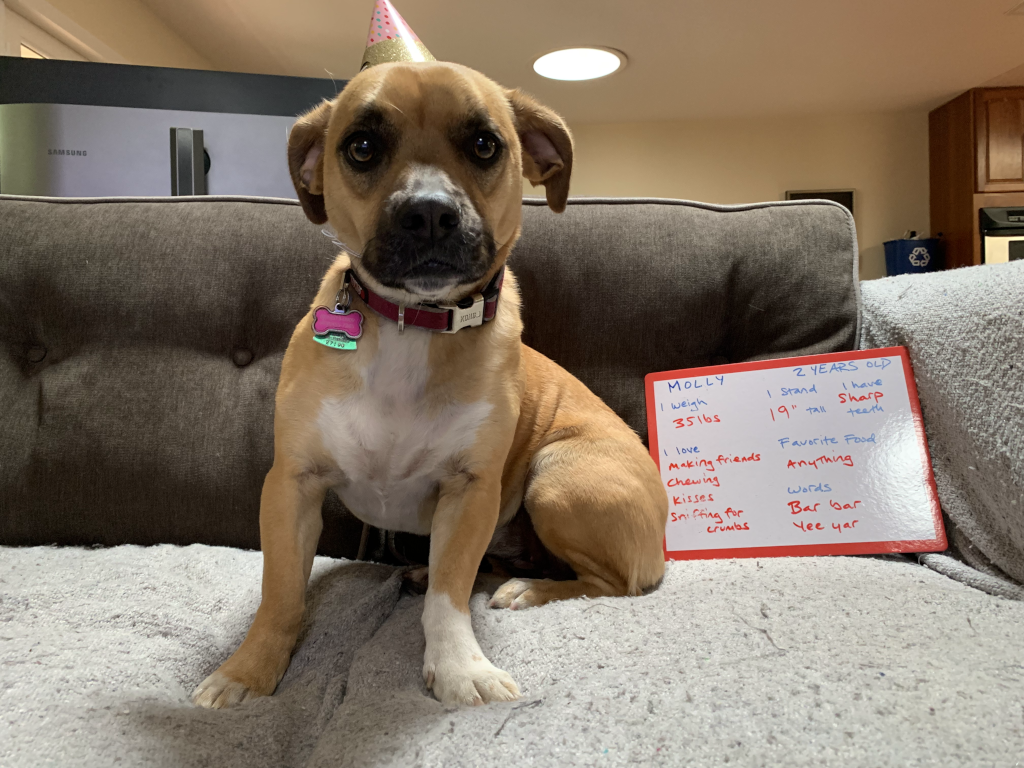 SAMSUNG
MOLLY
2 YEARS OLD
I weigh
35lbs
I stand
19" tall
I have
Sharp
teeth
I love
Making friends
Chewing
Kisses
Sniffing for
crumbs
Favorite Food
Anything
Words
Bar bar
Yee yar